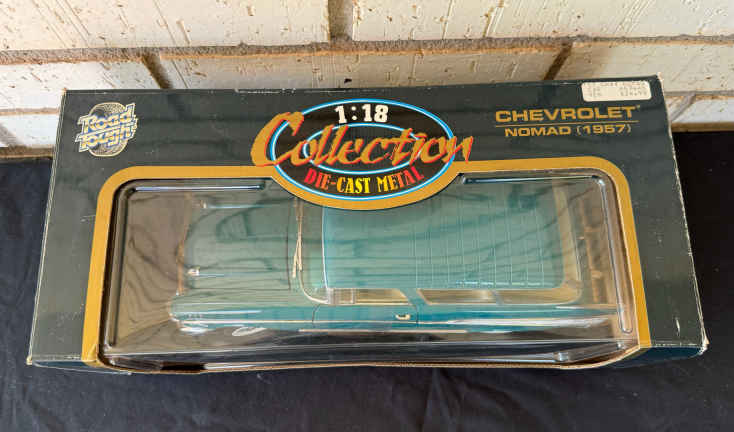 Road
Tough
1:18
Collection
DIE-CAST METAL
CHEVROLET
NOMAD (1957)